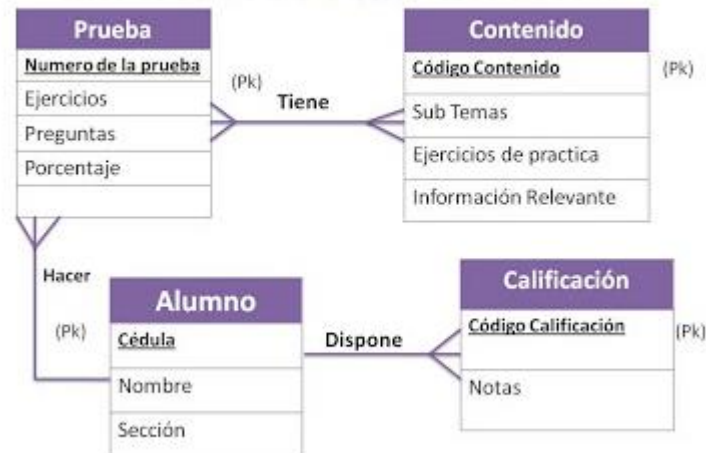 Prueba
Numero de la prueba
(Pk)
Ejercicios
Preguntas
Porcentaje
Tiene
Contenido
Código Contenido
(Pk)
Sub Temas
Ejercicios de practica
Información Relevante
Hacer
(Pk)
Alumno
Cédula
Nombre
Sección
Dispone
Calificación
Código Calificación
(Pk)
Notas